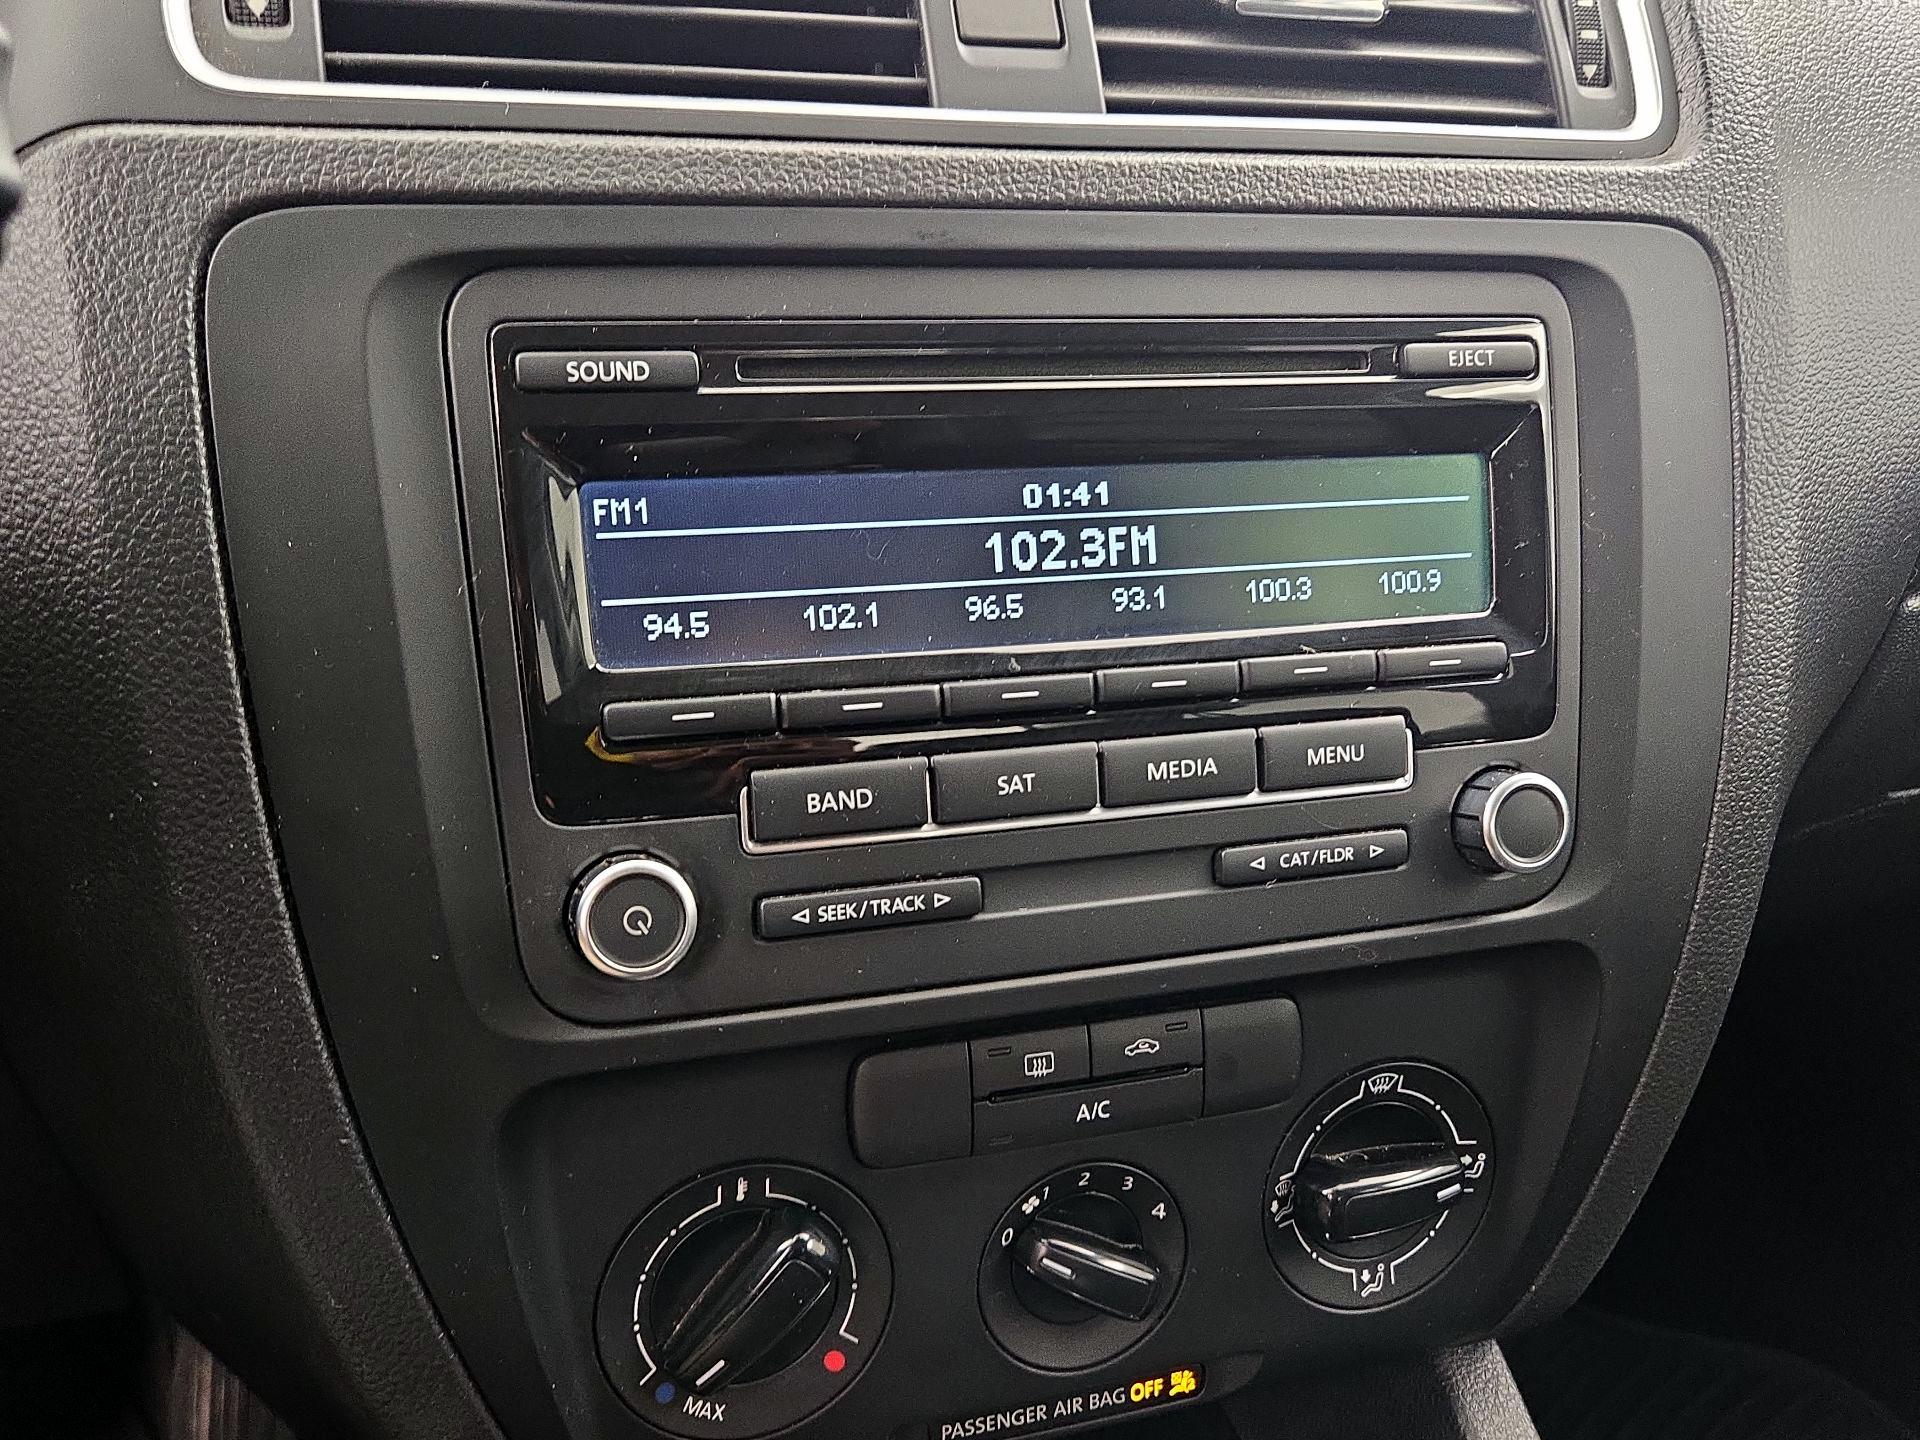 SOUND
EJECT
FM1 01:41
102.3FM
94.5 102.1 96.5 93.1 100.3 100.9
BAND SAT MEDIA MENU
SEEK/TRACK
CAT/FLDR
A/C
0 1 2 3 4
MAX
PASSENGER AIR BAG OFF